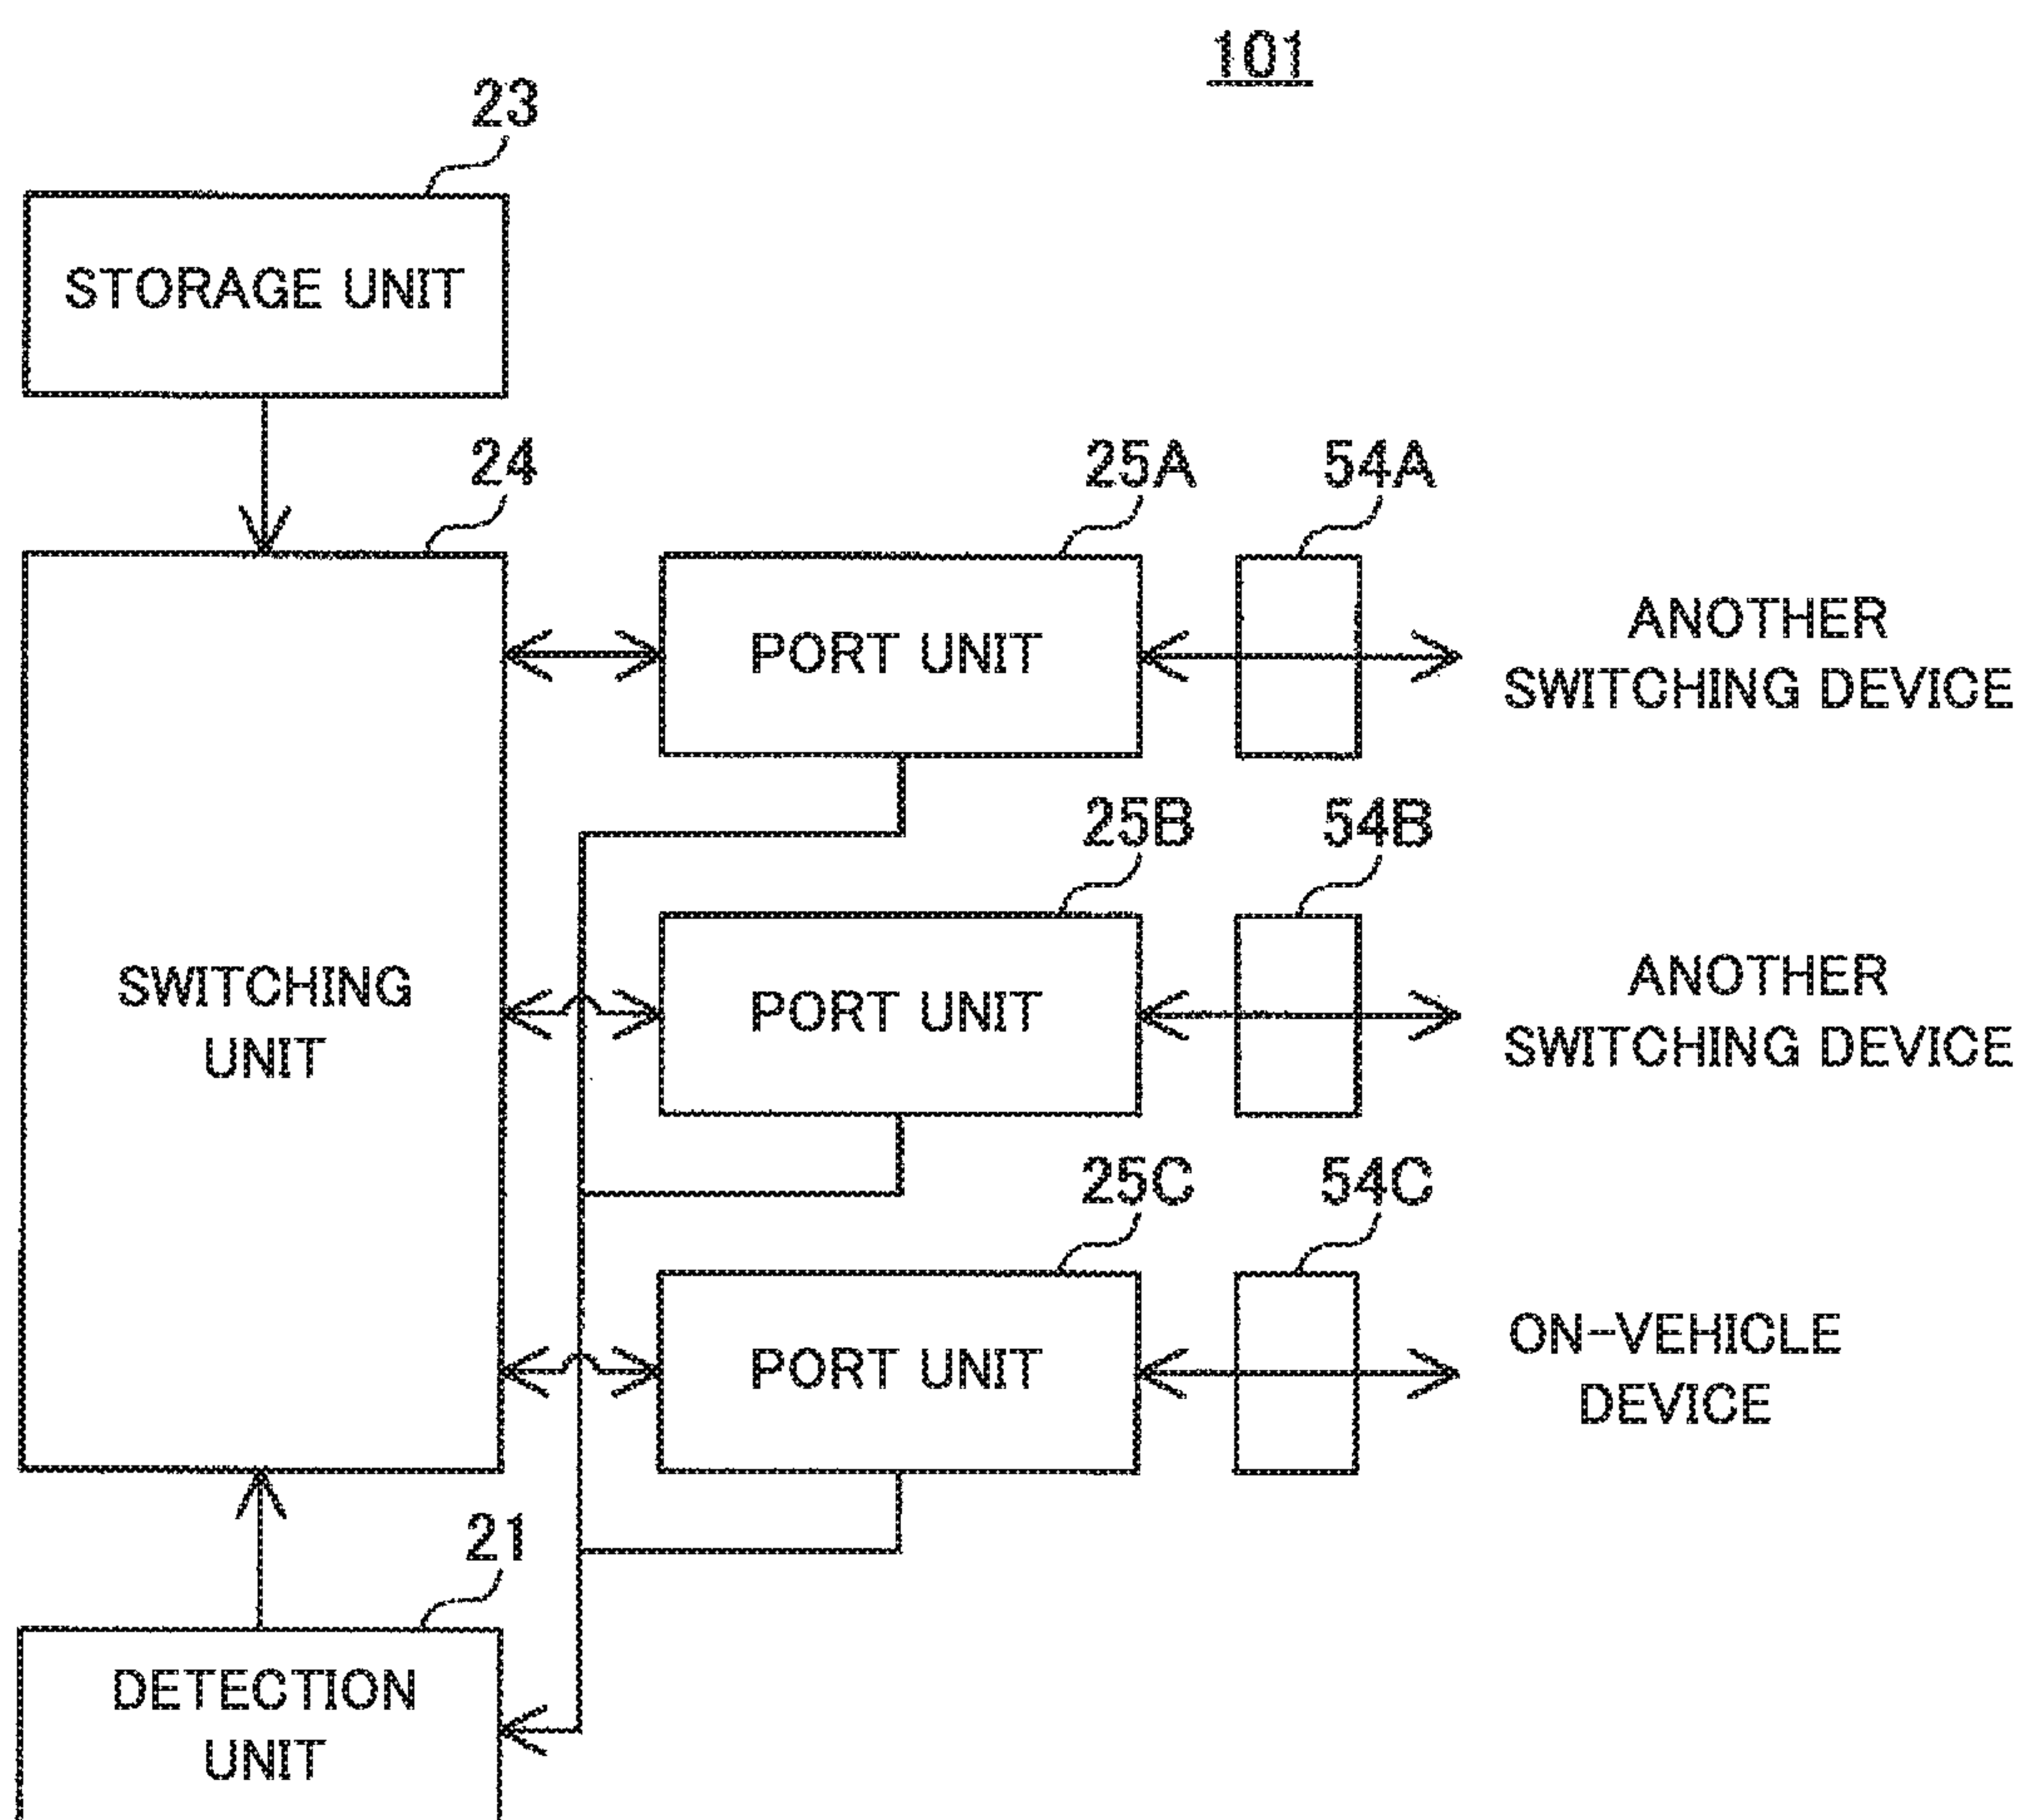 101
23
STORAGE UNIT
24
25A
54A
PORT UNIT
ANOTHER
SWITCHING DEVICE
25B
54B
SWITCHING
UNIT
PORT UNIT
ANOTHER
SWITCHING DEVICE
25C
54C
PORT UNIT
ON-VEHICLE
DEVICE
21
DETECTION
UNIT